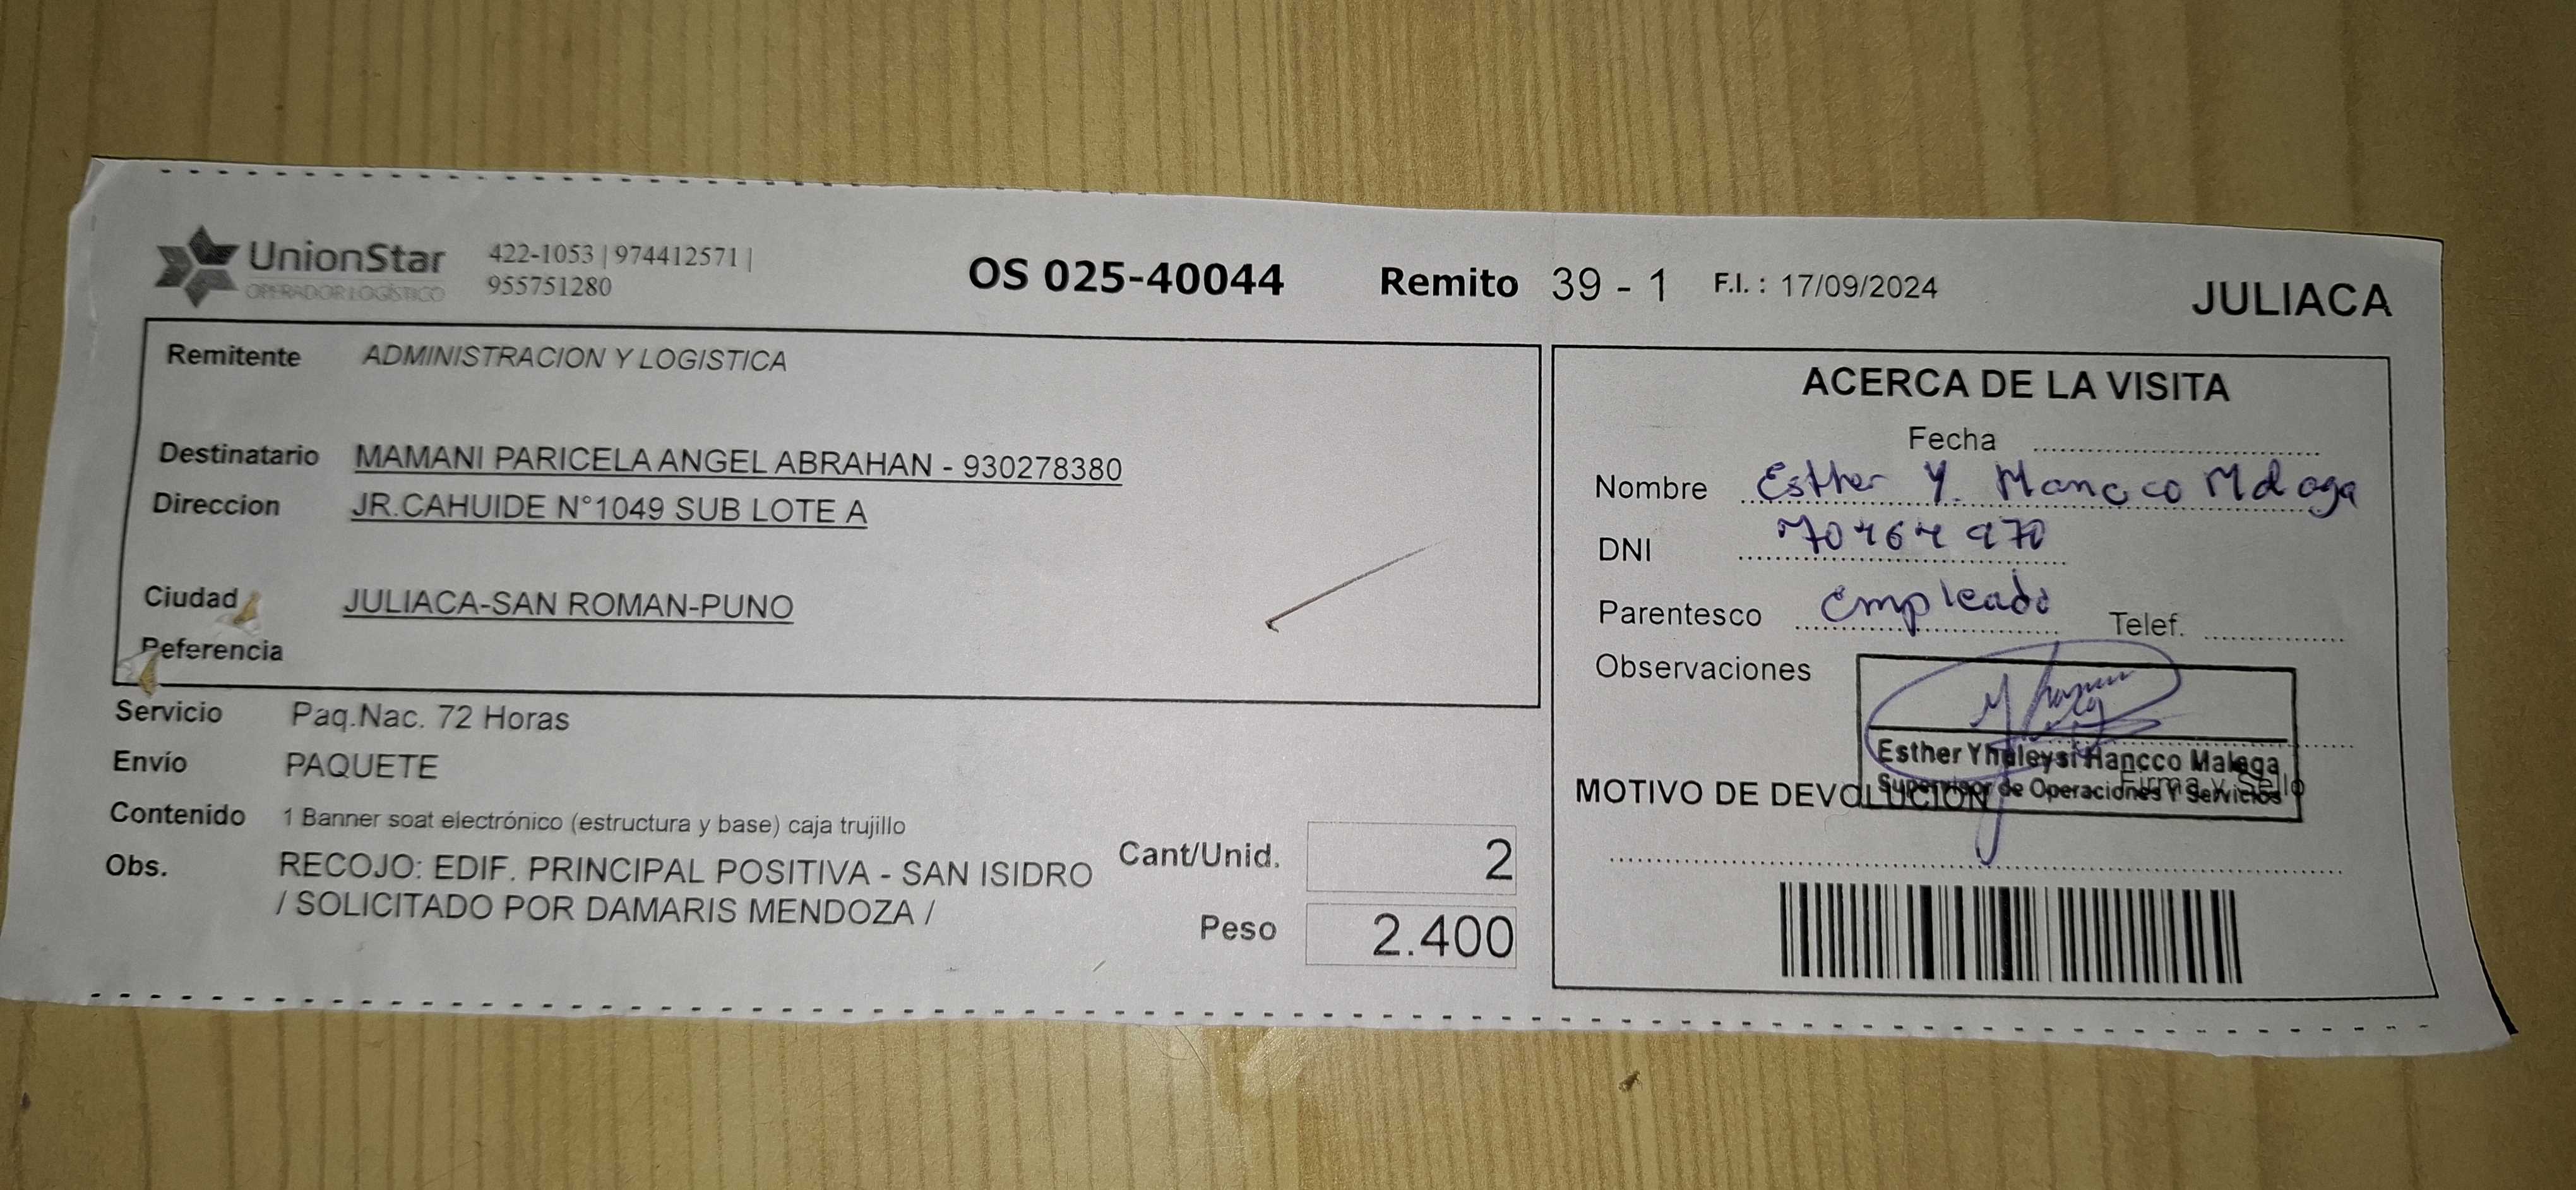 UnionStar
OPERADOR LOGÍSTICO
422-1053 | 974412571 |
955751280
OS 025-40044 Remito 39 - 1 F.I. : 17/09/2024
JULIACA
Remitente ADMINISTRACION Y LOGISTICA
Destinatario MAMANI PARICELA ANGEL ABRAHAN - 930278380
Direccion JR.CAHUIDE N°1049 SUB LOTE A
Ciudad JULIACA-SAN ROMAN-PUNO
Referencia
Servicio Paq.Nac. 72 Horas
Envío PAQUETE
Contenido 1 Banner soat electrónico (estructura y base) caja trujillo
Obs. RECOJO: EDIF. PRINCIPAL POSITIVA - SAN ISIDRO
/ SOLICITADO POR DAMARIS MENDOZA /
Cant/Unid. 2
Peso 2.400
ACERCA DE LA VISITA
Fecha
Nombre Esther Y. Hancco Malaga
DNI
Parentesco Empleado Telef.
Observaciones
Esther Yhuleysi Hancco Malaga
Supervisor de Operaciones Y Servicios
Firma y Sello
MOTIVO DE DEVOLUCION